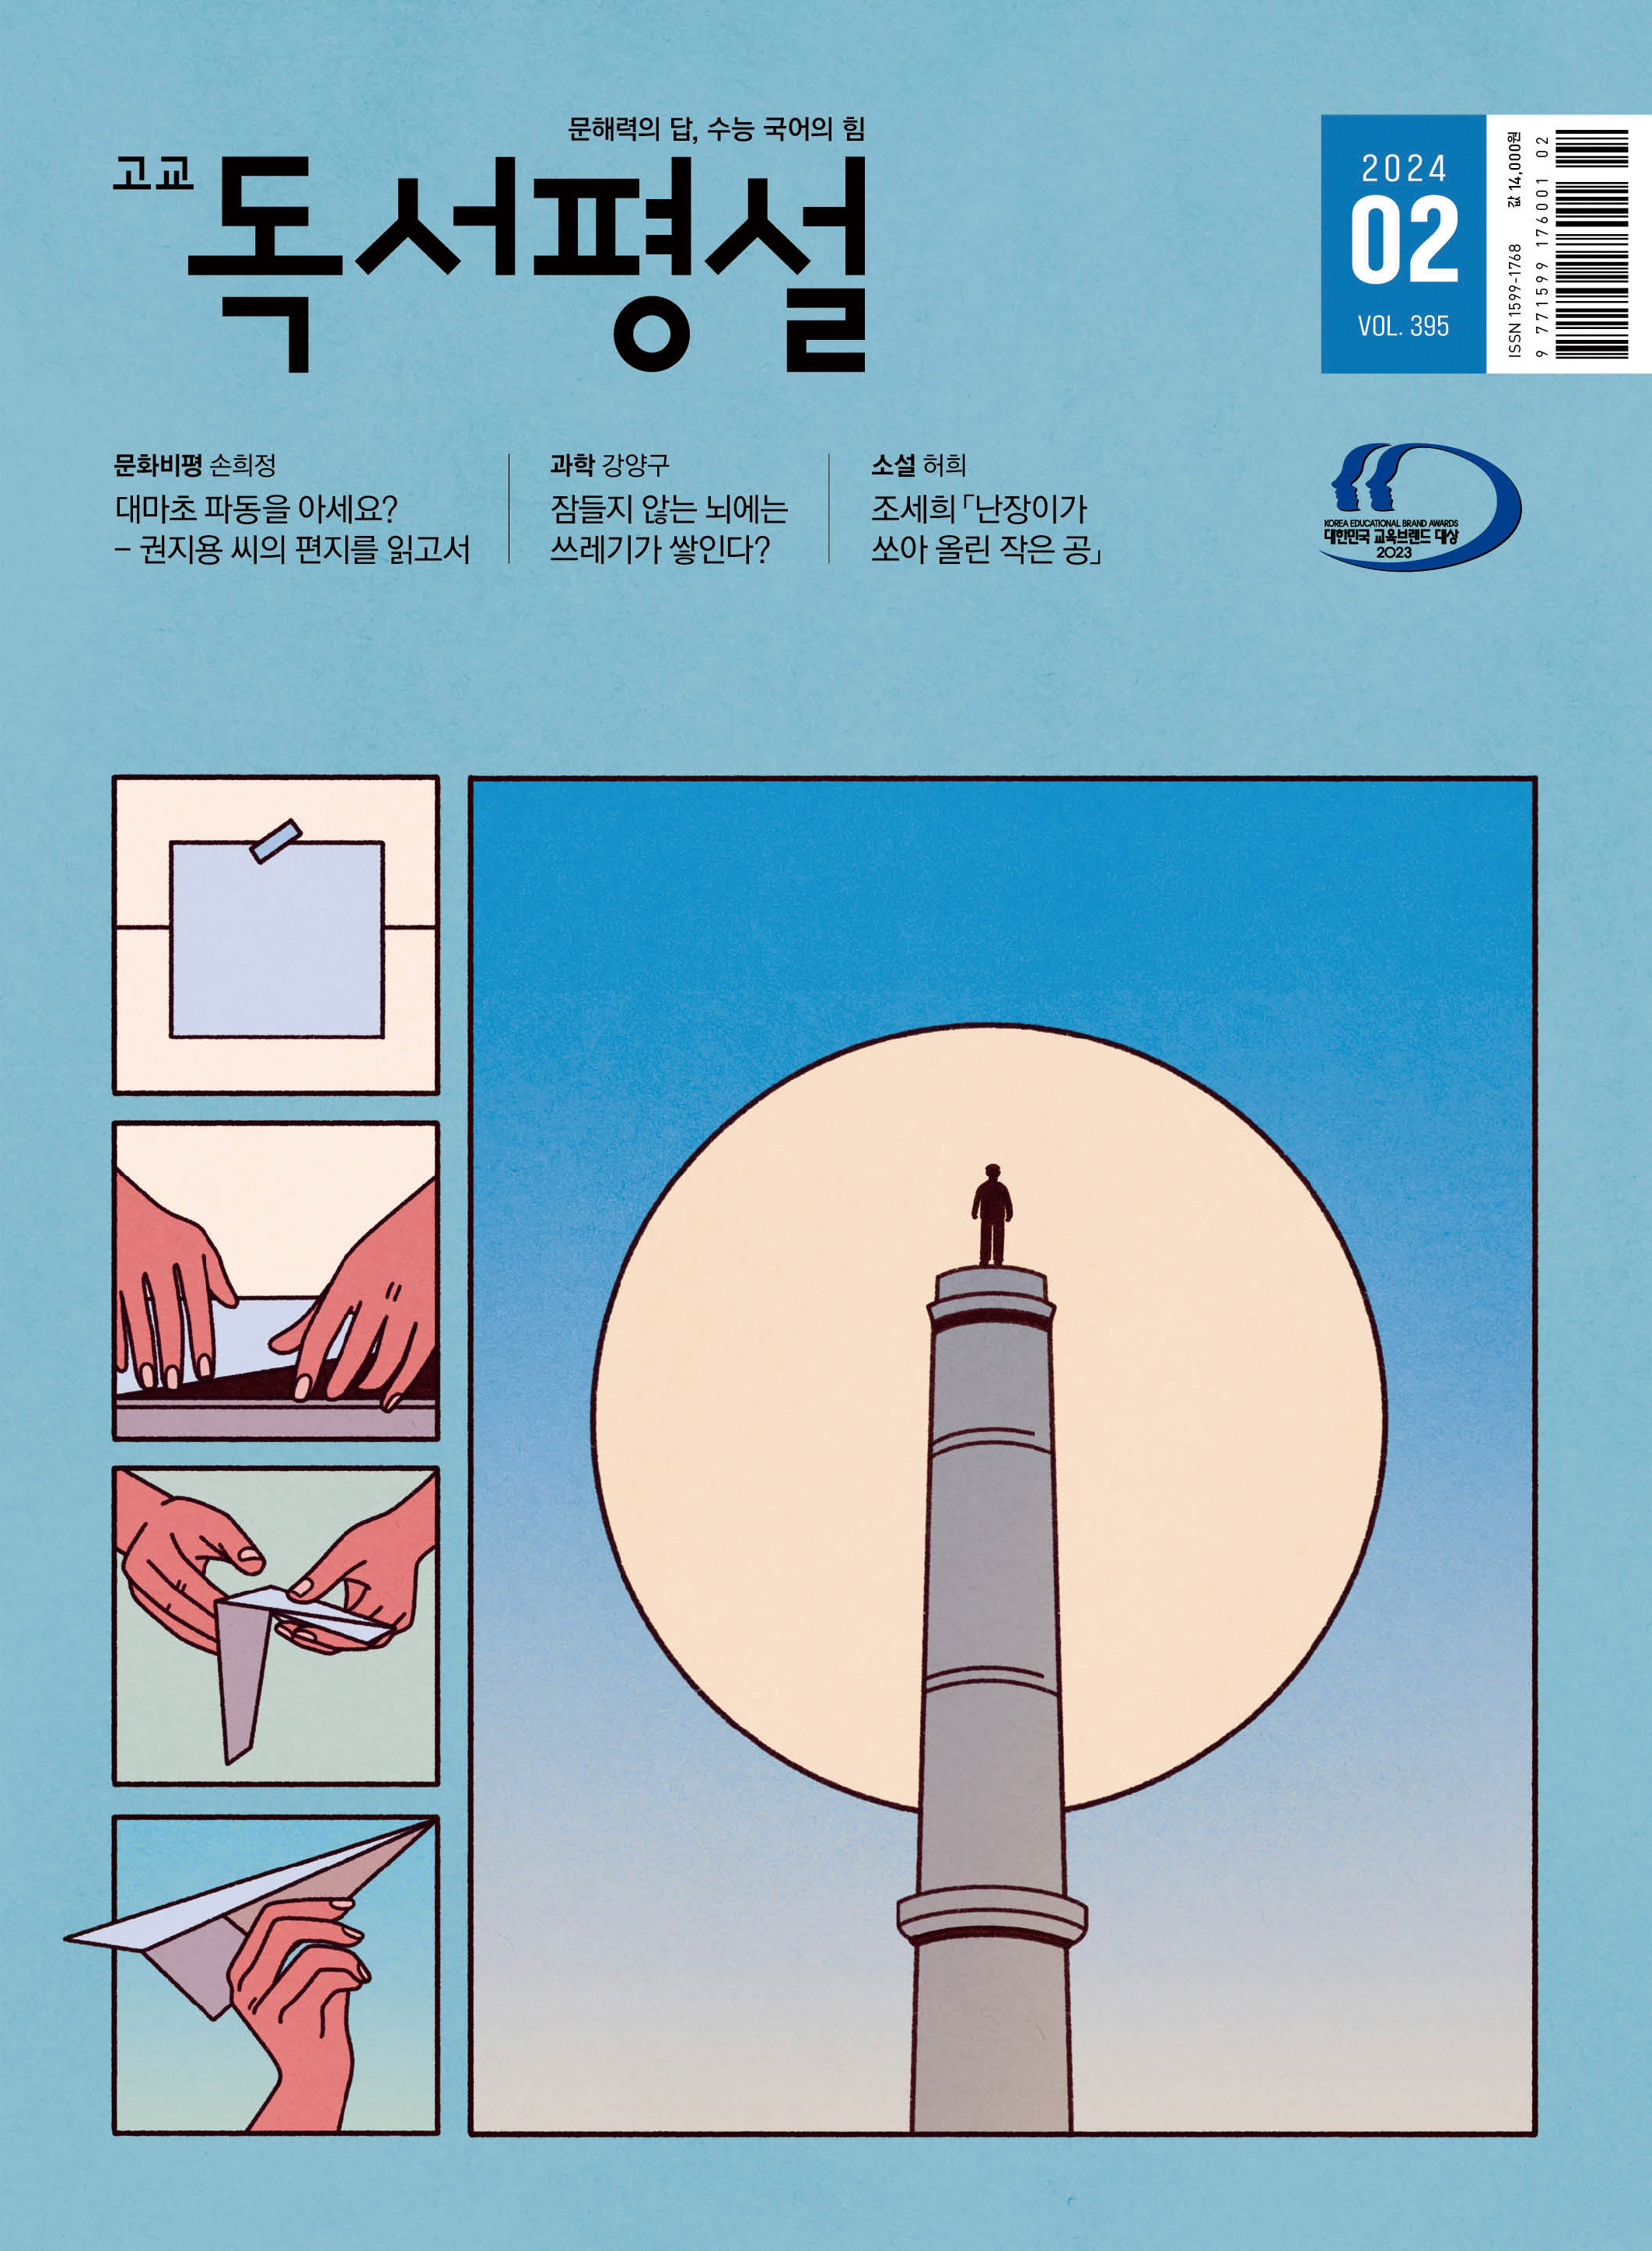 문해력의 답, 수능 국어의 힘
고교 독서평설
2024
02
VOL. 395
ISSN 1599-1768
값 14,000원
9 771599 176001 02
문화비평 손희정
대마초 파동을 아세요?
– 권지용 씨의 편지를 읽고서
과학 강양구
잠들지 않는 뇌에는
쓰레기가 쌓인다?
소설 허희
조세희 「난장이가
쏘아 올린 작은 공」
KOREA EDUCATIONAL BRAND AWARDS
대한민국 교육브랜드 대상
2023